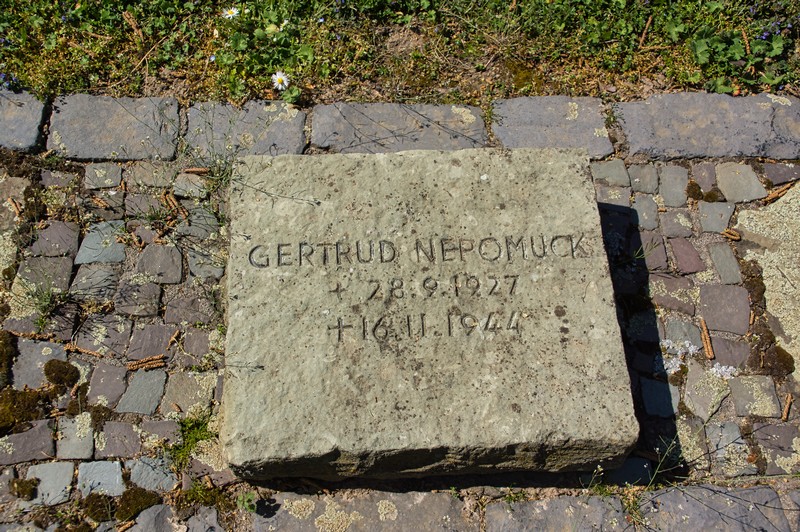 GERTRUD NEPOMUCK
+ 28.9.1927
+ 16.11.1944